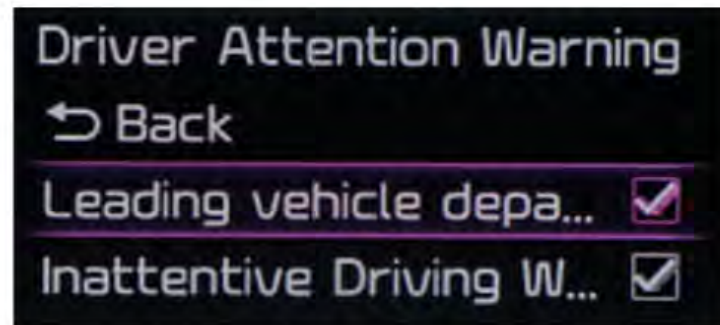 Driver Attention Warning
Back
Leading vehicle depa...
Inattentive Driving W...